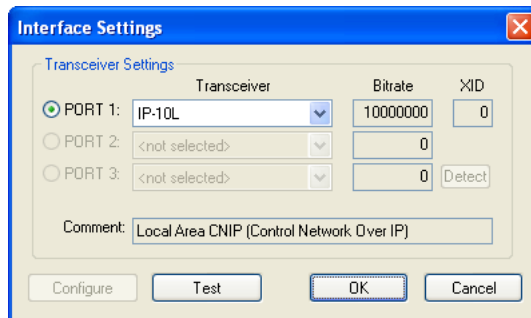 Interface Settings
Transceiver Settings
Transceiver Bitrate XID
PORT 1: IP-10L 10000000 0
PORT 2: <not selected> 0
PORT 3: <not selected> 0 Detect
Comment: Local Area CNIP (Control Network Over IP)
Configure Test OK Cancel